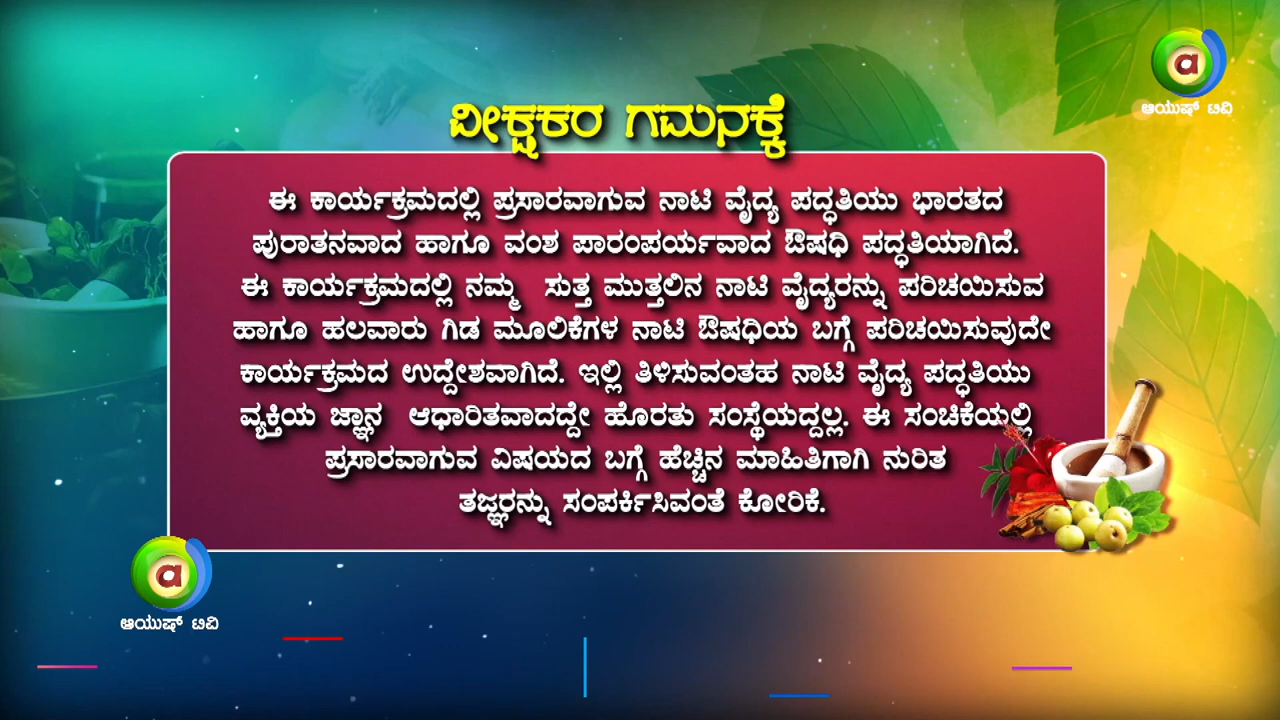 ಆಯುಷ್ ಟಿವಿ
ವೀಕ್ಷಕರ ಗಮನಕ್ಕೆ
ಈ ಕಾರ್ಯಕ್ರಮದಲ್ಲಿ ಪ್ರಸಾರವಾಗುವ ನಾಟಿ ವೈದ್ಯ ಪದ್ಧತಿಯು ಭಾರತದ
ಪುರಾತನವಾದ ಹಾಗೂ ವಂಶ ಪಾರಂಪರ್ಯವಾದ ಔಷಧಿ ಪದ್ಧತಿಯಾಗಿದೆ.
ಈ ಕಾರ್ಯಕ್ರಮದಲ್ಲಿ ನಮ್ಮ ಸುತ್ತ ಮುತ್ತಲಿನ ನಾಟಿ ವೈದ್ಯರನ್ನು ಪರಿಚಯಿಸುವ
ಹಾಗೂ ಹಲವಾರು ಗಿಡ ಮೂಲಿಕೆಗಳ ನಾಟಿ ಔಷಧಿಯ ಬಗ್ಗೆ ಪರಿಚಯಿಸುವುದೇ
ಕಾರ್ಯಕ್ರಮದ ಉದ್ದೇಶವಾಗಿದೆ. ಇಲ್ಲಿ ತಿಳಿಸುವಂತಹ ನಾಟಿ ವೈದ್ಯ ಪದ್ಧತಿಯು
ವ್ಯಕ್ತಿಯ ಜ್ಞಾನ ಆಧಾರಿತವಾದದ್ದೇ ಹೊರತು ಸಂಸ್ಥೆಯದ್ದಲ್ಲ. ಈ ಸಂಚಿಕೆಯಲ್ಲಿ
ಪ್ರಸಾರವಾಗುವ ವಿಷಯದ ಬಗ್ಗೆ ಹೆಚ್ಚಿನ ಮಾಹಿತಿಗಾಗಿ ನುರಿತ
ತಜ್ಞರನ್ನು ಸಂಪರ್ಕಿಸಿವಂತೆ ಕೋರಿಕೆ.
ಆಯುಷ್ ಟಿವಿ